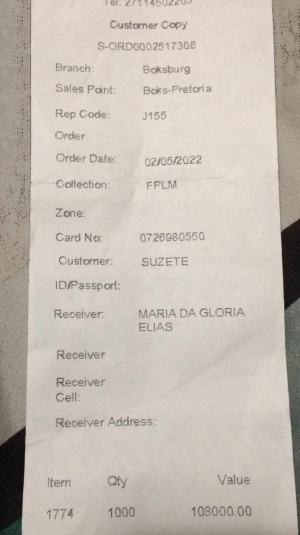 Tel: 27114502265
Customer Copy
S-ORD0002517306
Branch: Boksburg
Sales Point: Boks-Pretoria
Rep Code: J155
Order
Order Date: 02/05/2022
Collection: FPLM
Zone:
Card No: 0726980550
Customer: SUZETE
ID/Passport:
Receiver: MARIA DA GLORIA
ELIAS
Receiver
Receiver
Cell:
Receiver Address:
Item Qty Value
1774 1000 108000.00